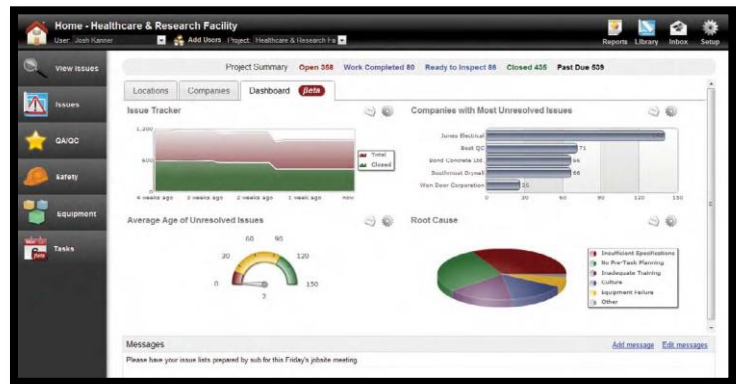 Home - Healthcare & Research Facility
User: Josh Kanner Add Users Project: Healthcare & Research Fa
Reports Library Inbox Setup
View Issues
Issues
QA/QC
Safety
Equipment
Tasks
Beta
Project Summary Open 358 Work Completed 80 Ready to Inspect 86 Closed 435 Past Due 539
Locations Companies Dashboard Beta
Issue Tracker
1,200
600
0
4 weeks ago 3 weeks ago 2 weeks ago 1 week ago Now
Total
Closed
Companies with Most Unresolved Issues
Jones Electrical
Best QC 71
Bond Concrete Ltd. 66
Southcoast Drywall 66
Won Door Corporation
0 30 60 90 120 150
Average Age of Unresolved Issues
60 90
30 120
0 150
2
Root Cause
Insufficient Specifications
No Pre-Task Planning
Inadequate Training
Culture
Equipment Failure
Other
Messages Add message Edit messages
Please have your issue lists prepared by sub for this Friday's jobsite meeting.